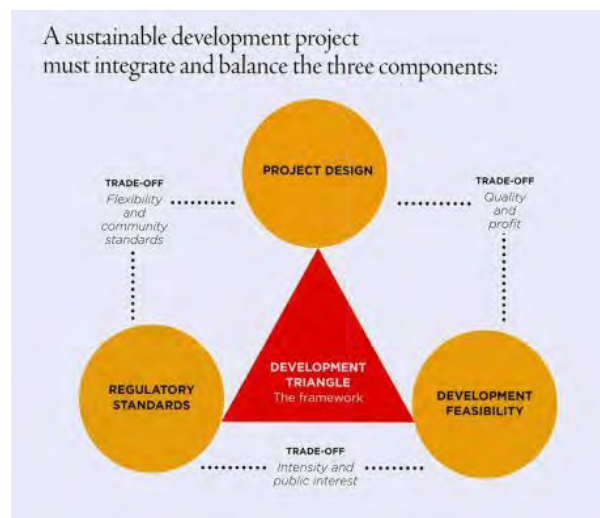 A sustainable development project
must integrate and balance the three components:
PROJECT DESIGN
TRADE-OFF
Flexibility
and
community
standards
TRADE-OFF
Quality
and
profit
DEVELOPMENT
TRIANGLE
The framework
REGULATORY
STANDARDS
DEVELOPMENT
FEASIBILITY
TRADE-OFF
Intensity and
public interest